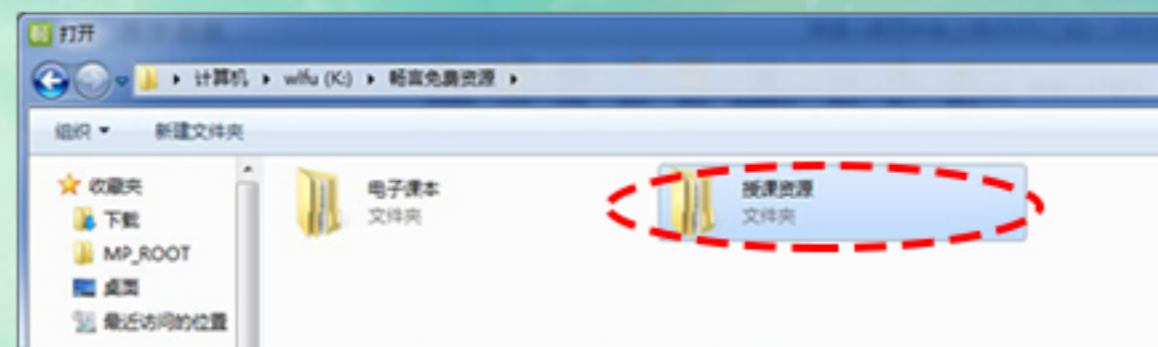 打开
计算机 wlfu (K:) 畅言免费资源
组织 新建文件夹
收藏夹
下载
MP_ROOT
桌面
最近访问的位置
电子课本
文件夹
授课资源
文件夹